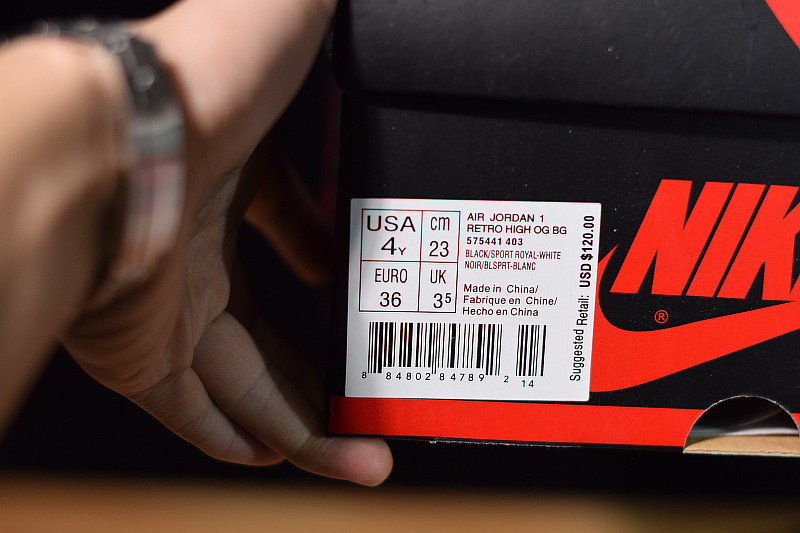 USA
4Y
cm
23
EURO
36
UK
3⁵
AIR JORDAN 1
RETRO HIGH OG BG
575441 403
BLACK/SPORT ROYAL-WHITE
NOIR/BLSPRT-BLANC
Made in China/
Fabrique en Chine/
Hecho en China
8 84802 84789 2 14
Suggested Retail: USD $120.00
NIKE
®